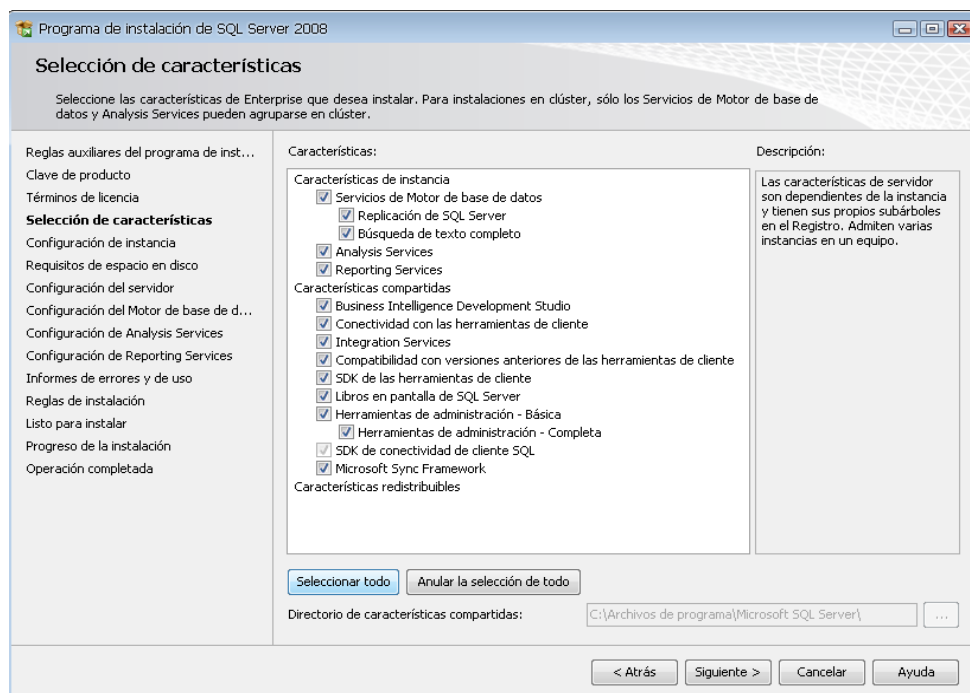 Programa de instalación de SQL Server 2008
Selección de características
Seleccione las características de Enterprise que desea instalar. Para instalaciones en clúster, sólo los Servicios de Motor de base de
datos y Analysis Services pueden agruparse en clúster.
Reglas auxiliares del programa de inst...
Clave de producto
Términos de licencia
Selección de características
Configuración de instancia
Requisitos de espacio en disco
Configuración del servidor
Configuración del Motor de base de d...
Configuración de Analysis Services
Configuración de Reporting Services
Informes de errores y de uso
Reglas de instalación
Listo para instalar
Progreso de la instalación
Operación completada
Características:
Características de instancia
Servicios de Motor de base de datos
Replicación de SQL Server
Búsqueda de texto completo
Analysis Services
Reporting Services
Características compartidas
Business Intelligence Development Studio
Conectividad con las herramientas de cliente
Integration Services
Compatibilidad con versiones anteriores de las herramientas de cliente
SDK de las herramientas de cliente
Libros en pantalla de SQL Server
Herramientas de administración - Básica
Herramientas de administración - Completa
SDK de conectividad de cliente SQL
Microsoft Sync Framework
Características redistribuibles
Descripción:
Las características de servidor
son dependientes de la instancia
y tienen sus propios subárboles
en el Registro. Admiten varias
instancias en un equipo.
Seleccionar todo
Anular la selección de todo
Directorio de características compartidas:
C:\Archivos de programa\Microsoft SQL Server\
...
< Atrás
Siguiente >
Cancelar
Ayuda